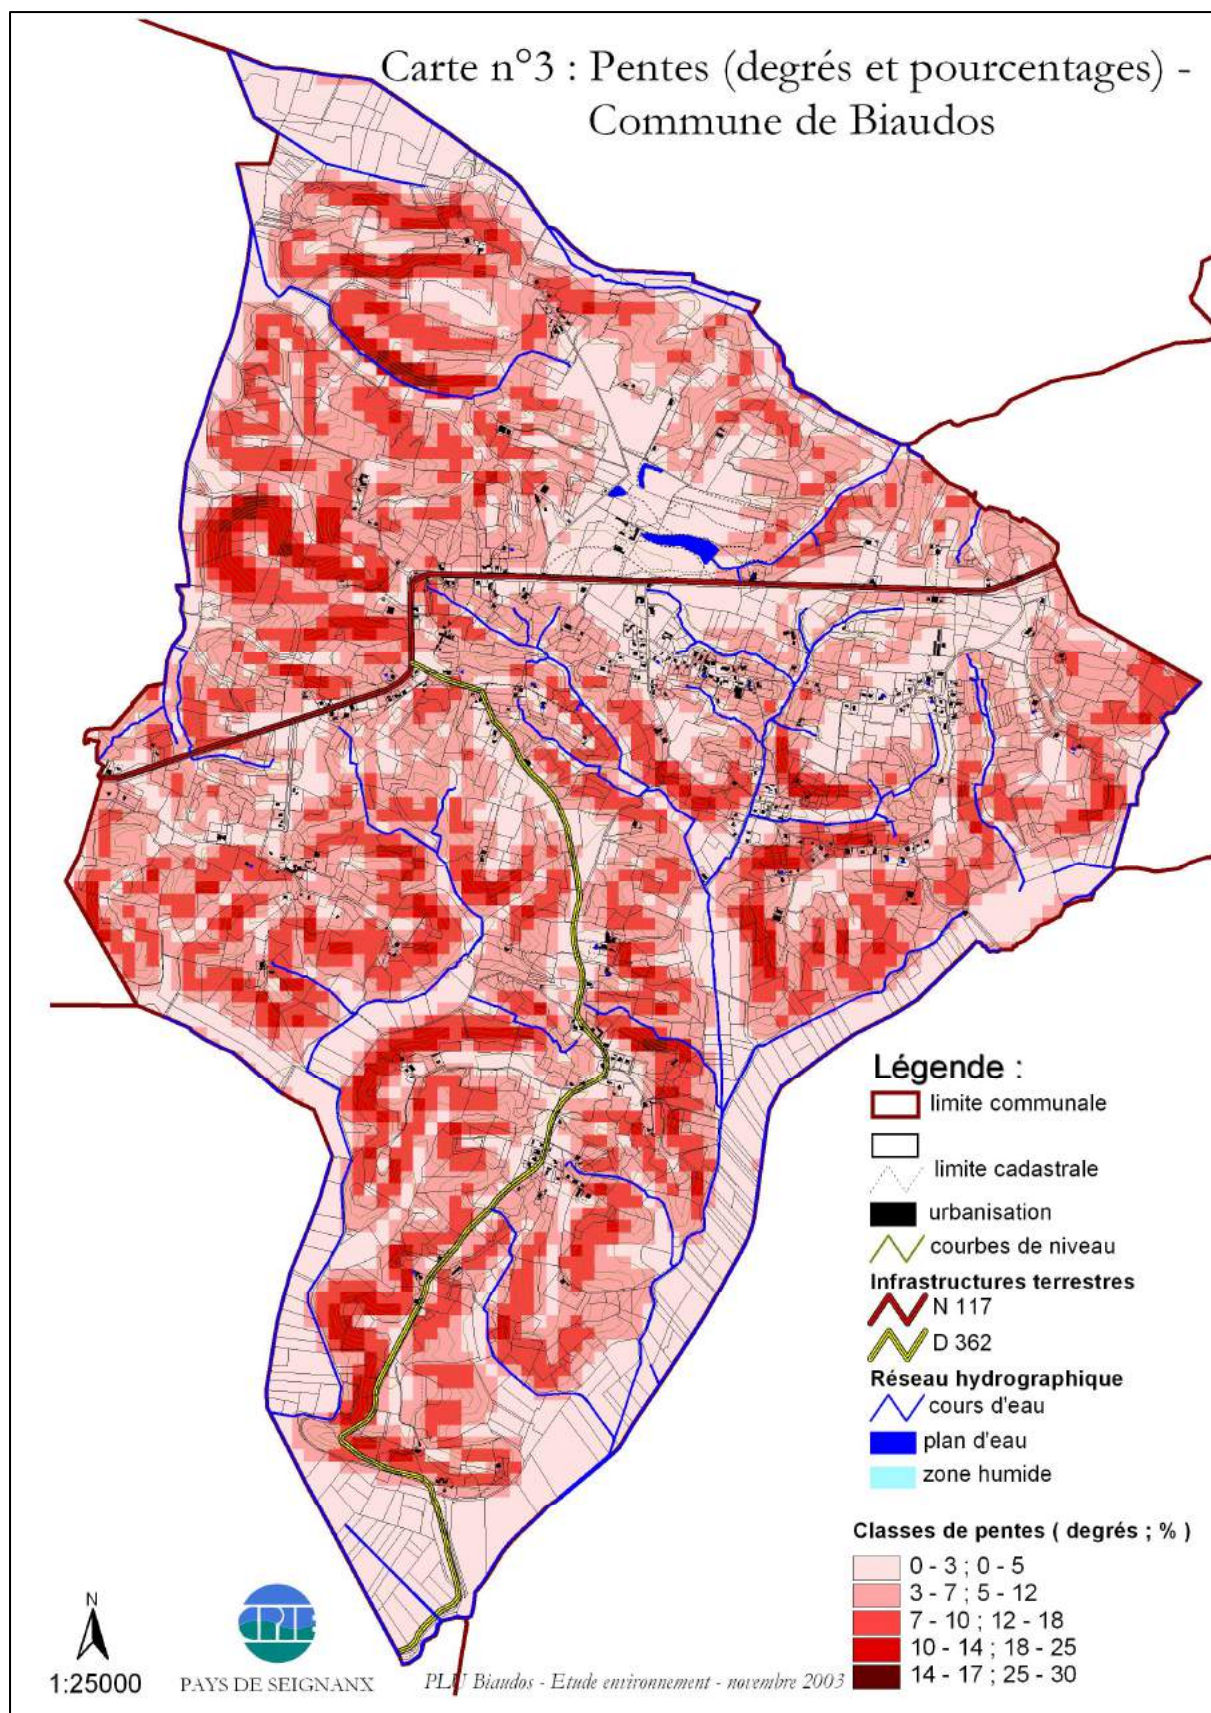 Carte n°3 : Pentes (degrés et pourcentages) -
Commune de Biaudos
Légende :
limite communale
limite cadastrale
urbanisation
courbes de niveau
Infrastructures terrestres
N 117
D 362
Réseau hydrographique
cours d'eau
plan d'eau
zone humide
Classes de pentes ( degrés ; % )
0 - 3 ; 0 - 5
3 - 7 ; 5 - 12
7 - 10 ; 12 - 18
10 - 14 ; 18 - 25
14 - 17 ; 25 - 30
N
1:25000
CPIE
PAYS DE SEIGNANX
PLU Biaudos - Etude environnement - novembre 2003